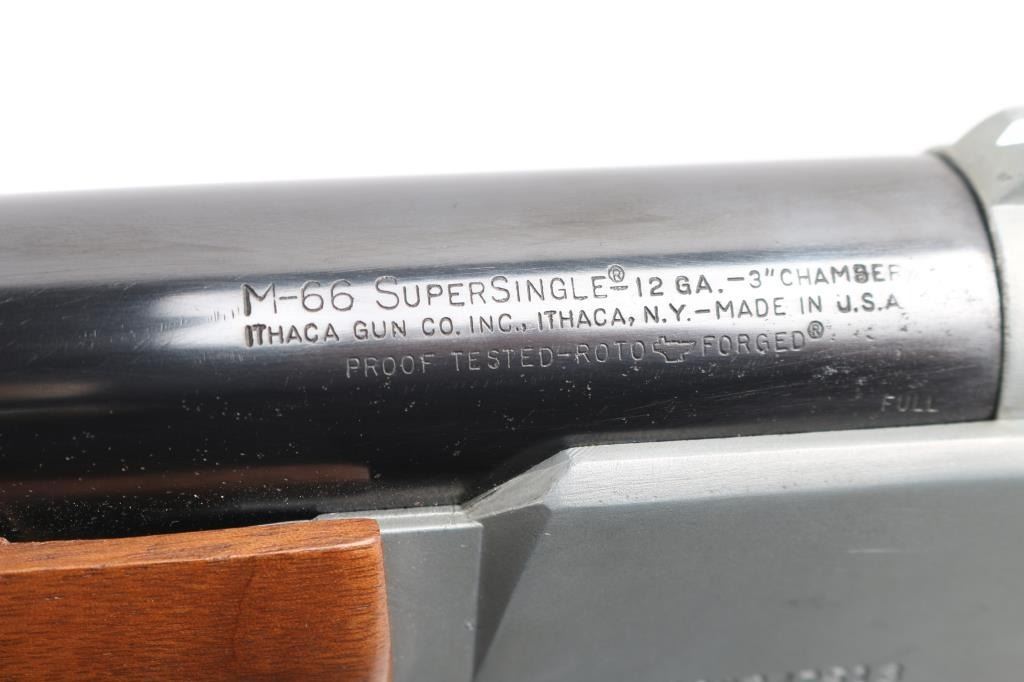 M-66 SUPERSINGLE® 12 GA.-3" CHAMBER
ITHACA GUN CO. INC., ITHACA, N.Y.-MADE IN U.S.A
PROOF TESTED-ROTO FORGED®
FULL